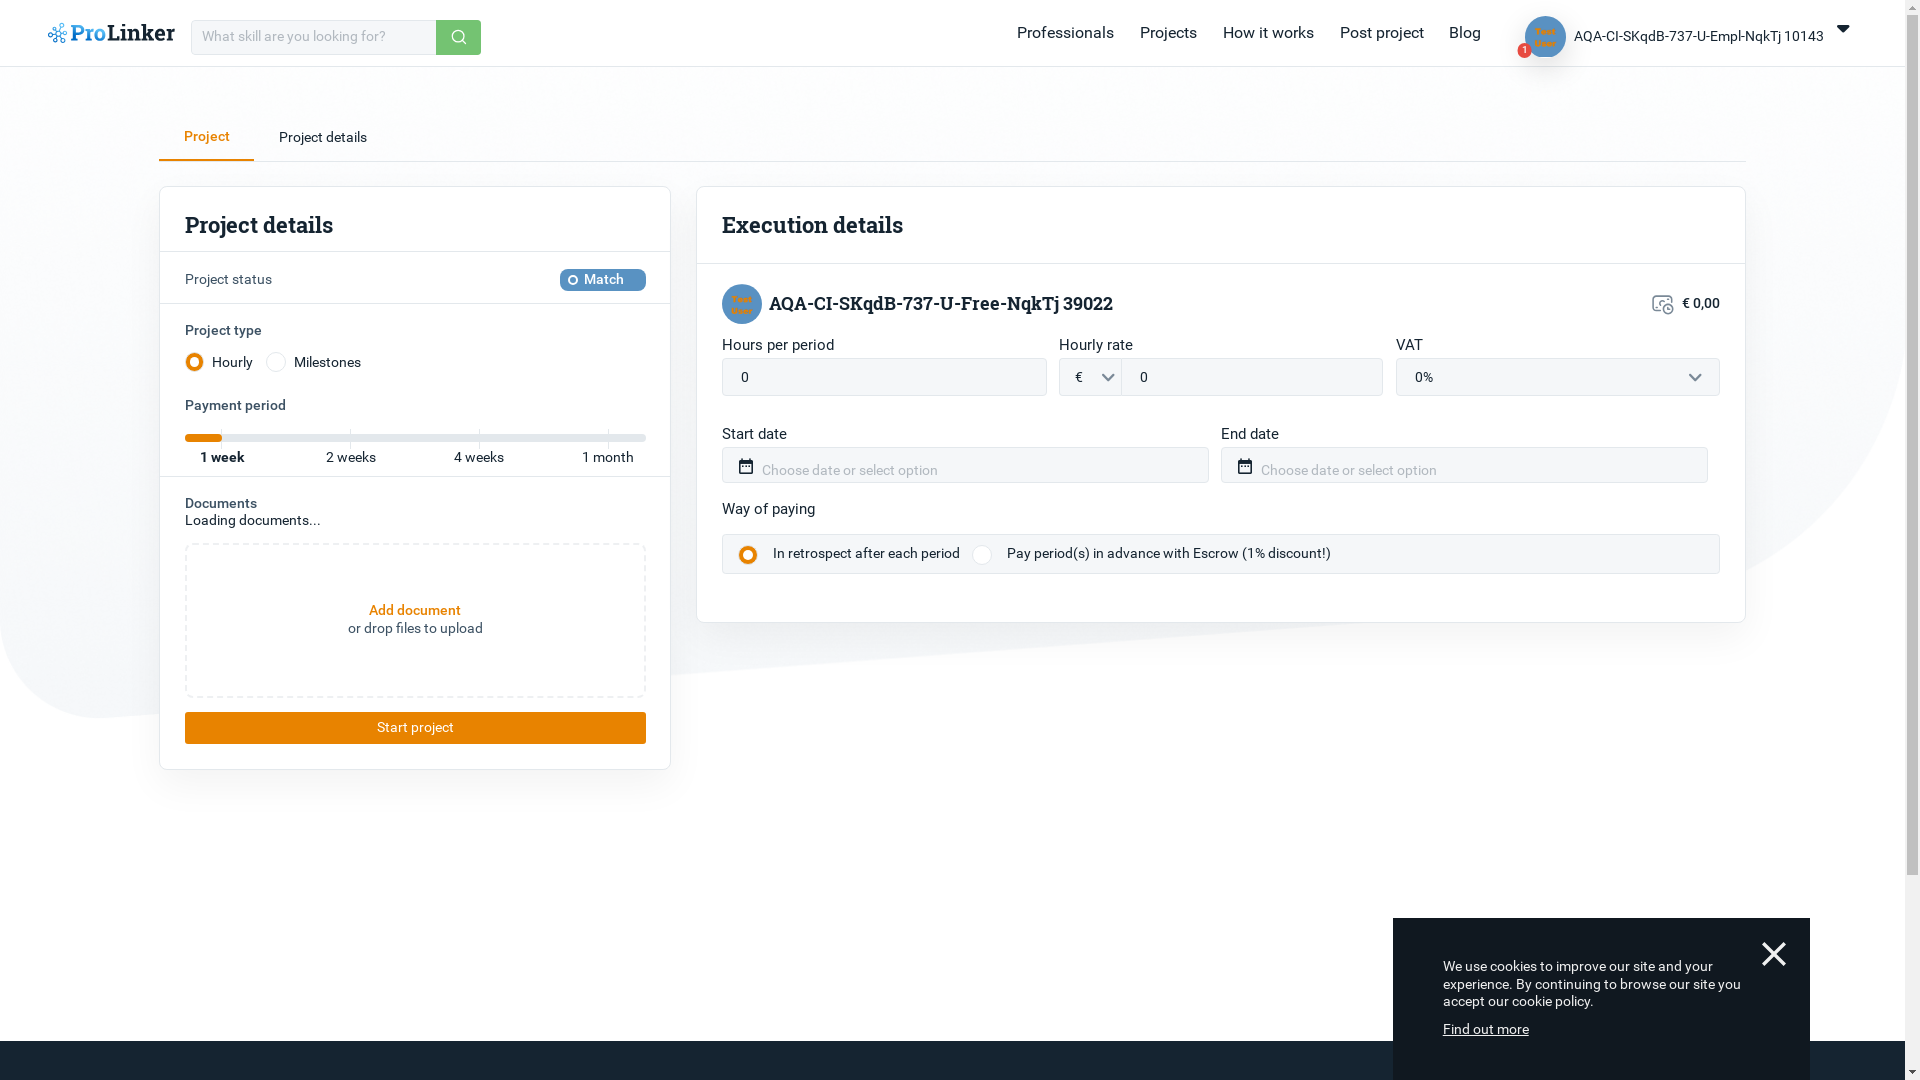 ProLinker
What skill are you looking for?
Professionals
Projects
How it works
Post project
Blog
Test
User
1
AQA-CI-SKqdB-737-U-Empl-NqkTj 10143
Project
Project details
Project details
Project status
Match
Project type
Hourly
Milestones
Payment period
1 week
2 weeks
4 weeks
1 month
Documents
Loading documents...
Add document
or drop files to upload
Start project
Execution details
Test
User
AQA-CI-SKqdB-737-U-Free-NqkTj 39022
€ 0,00
Hours per period
0
Hourly rate
€
0
VAT
0%
Start date
Choose date or select option
End date
Choose date or select option
Way of paying
In retrospect after each period
Pay period(s) in advance with Escrow (1% discount!)
We use cookies to improve our site and your
experience. By continuing to browse our site you
accept our cookie policy.
Find out more